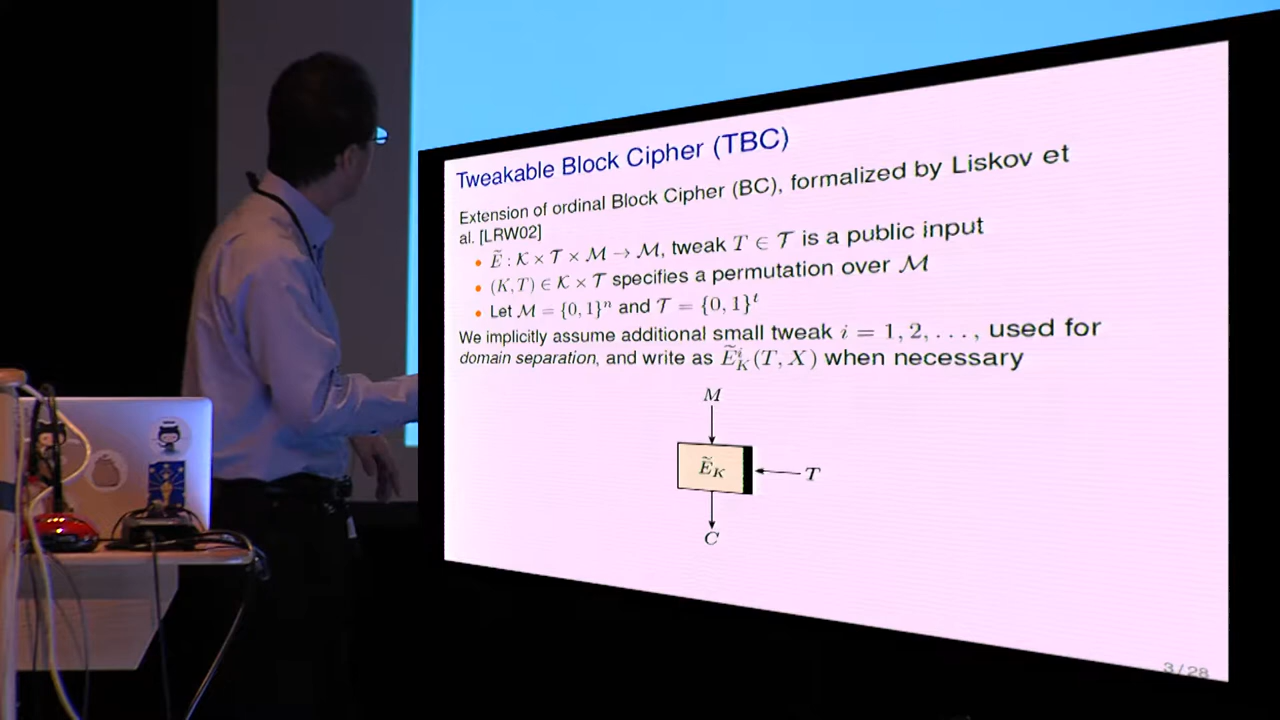 Tweakable Block Cipher (TBC)
Extension of ordinal Block Cipher (BC), formalized by Liskov et
al. [LRW02]
• Ẽ : 𝒦 × 𝒯 × ℳ → ℳ, tweak T ∈ 𝒯 is a public input
• (K, T) ∈ 𝒦 × 𝒯 specifies a permutation over ℳ
• Let ℳ = {0, 1}ⁿ and 𝒯 = {0, 1}ᵗ
We implicitly assume additional small tweak i = 1, 2, . . . , used for
domain separation, and write as Ẽ^i_K(T, X) when necessary
M
Ẽ_K
T
C
3/28